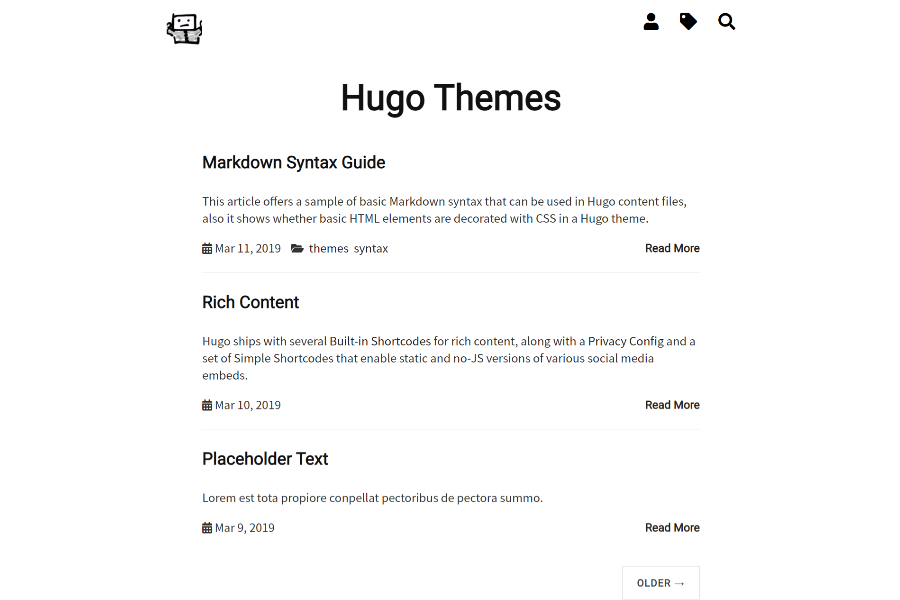 Hugo Themes
Markdown Syntax Guide
This article offers a sample of basic Markdown syntax that can be used in Hugo content files,
also it shows whether basic HTML elements are decorated with CSS in a Hugo theme.
Mar 11, 2019 themes syntax Read More
Rich Content
Hugo ships with several Built-in Shortcodes for rich content, along with a Privacy Config and a
set of Simple Shortcodes that enable static and no-JS versions of various social media
embeds.
Mar 10, 2019 Read More
Placeholder Text
Lorem est tota propiore conpellat pectoribus de pectora summo.
Mar 9, 2019 Read More
OLDER →